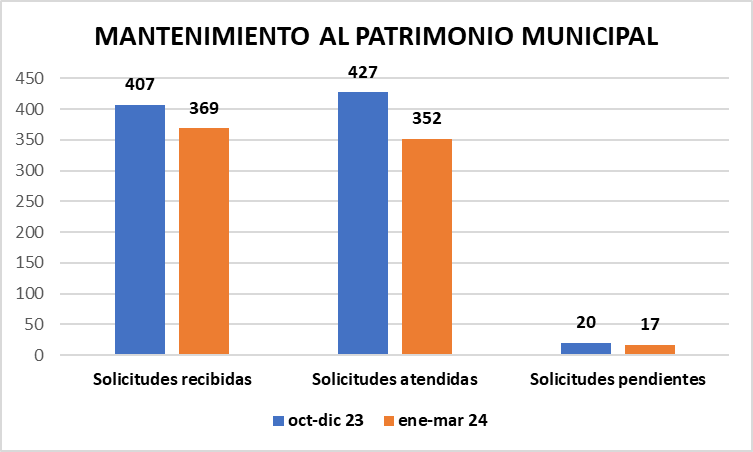 MANTENIMIENTO AL PATRIMONIO MUNICIPAL
450
400
350
300
250
200
150
100
50
0
407
369
427
352
20
17
Solicitudes recibidas
Solicitudes atendidas
Solicitudes pendientes
oct-dic 23
ene-mar 24